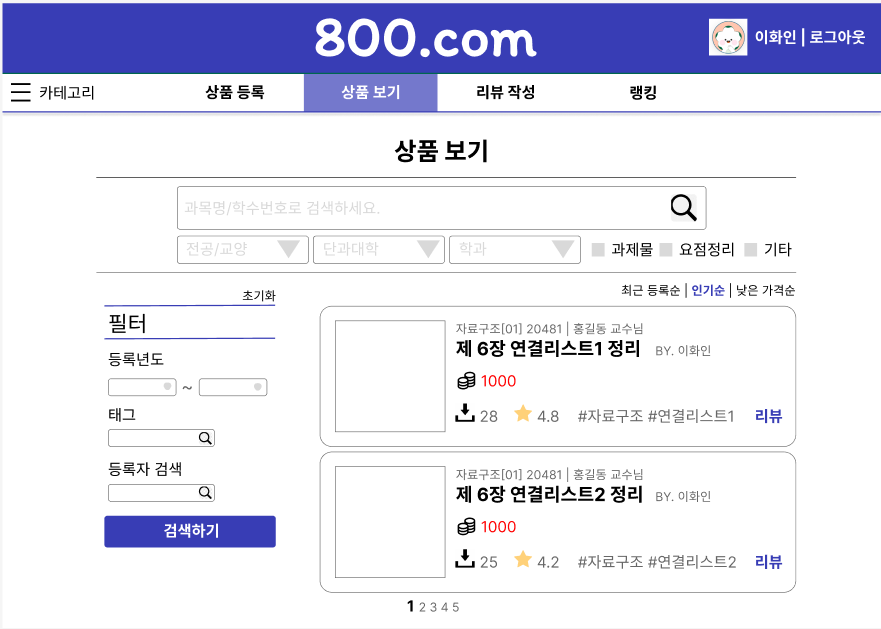 800.com
이화인 | 로그아웃
카테고리 상품 등록 상품 보기 리뷰 작성 랭킹
상품 보기
과목명/학수번호로 검색하세요.
전공/교양 단과대학 학과 과제물 요점정리 기타
초기화
필터
등록년도
~
태그
등록자 검색
검색하기
최근 등록순 | 인기순 | 낮은 가격순
자료구조[01] 20481 | 홍길동 교수님
제 6장 연결리스트1 정리 BY. 이화인
1000
28 4.8 #자료구조 #연결리스트1 리뷰
자료구조[01] 20481 | 홍길동 교수님
제 6장 연결리스트2 정리 BY. 이화인
1000
25 4.2 #자료구조 #연결리스트2 리뷰
1 2 3 4 5